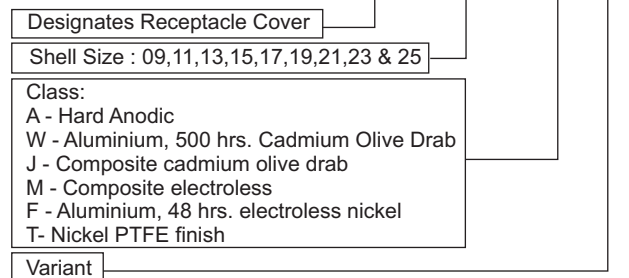 Designates Receptacle Cover
Shell Size : 09,11,13,15,17,19,21,23 & 25
Class:
A - Hard Anodic
W - Aluminium, 500 hrs. Cadmium Olive Drab
J - Composite cadmium olive drab
M - Composite electroless
F - Aluminium, 48 hrs. electroless nickel
T- Nickel PTFE finish
Variant